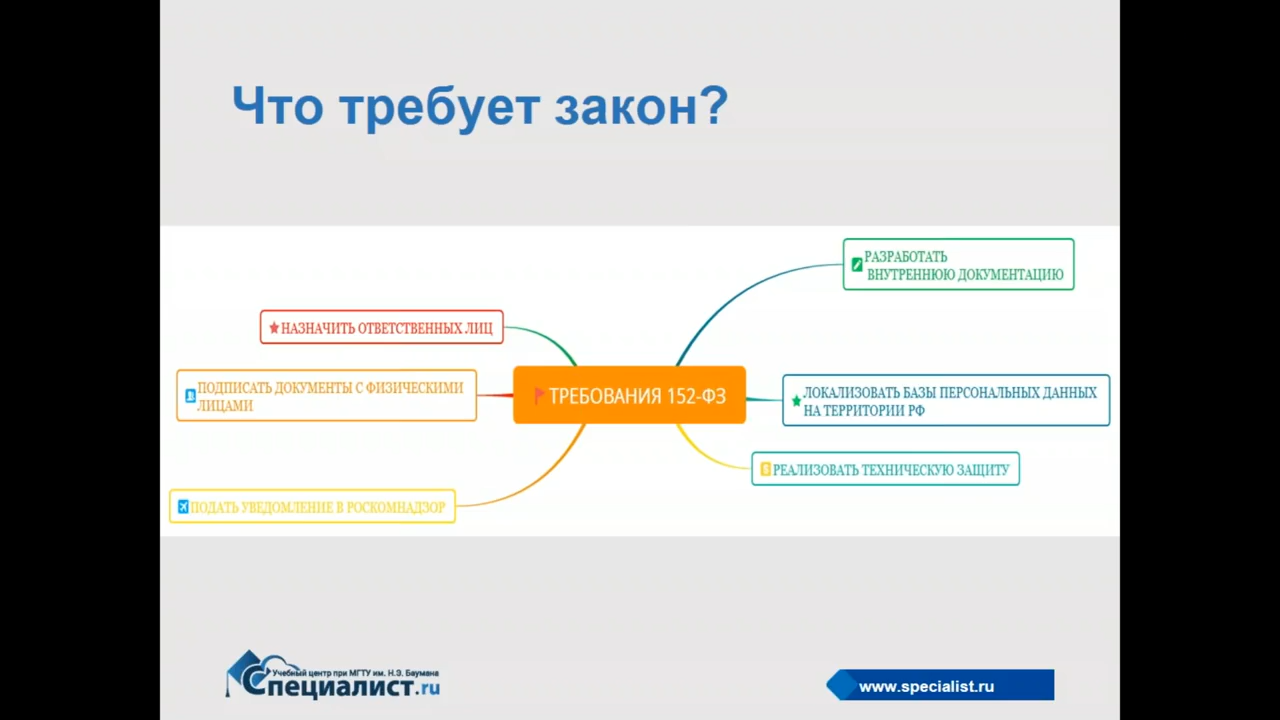 Что требует закон?
РАЗРАБОТАТЬ
ВНУТРЕННЮЮ ДОКУМЕНТАЦИЮ
НАЗНАЧИТЬ ОТВЕТСТВЕННЫХ ЛИЦ
ПОДПИСАТЬ ДОКУМЕНТЫ С ФИЗИЧЕСКИМИ
ЛИЦАМИ
ТРЕБОВАНИЯ 152-ФЗ
ЛОКАЛИЗОВАТЬ БАЗЫ ПЕРСОНАЛЬНЫХ ДАННЫХ
НА ТЕРРИТОРИИ РФ
РЕАЛИЗОВАТЬ ТЕХНИЧЕСКУЮ ЗАЩИТУ
ПОДАТЬ УВЕДОМЛЕНИЕ В РОСКОМНАДЗОР
Учебный центр при МГТУ им. Н.Э. Баумана
Специалист.ru
www.specialist.ru